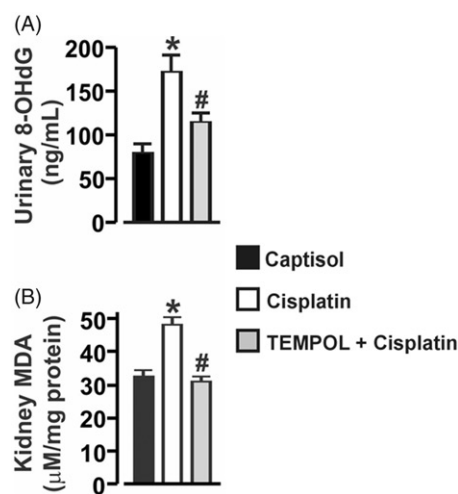 (A)
Urinary 8-OHdG
(ng/mL)
200
150
100
50
0
*
#
Captisol
Cisplatin
TEMPOL + Cisplatin
(B)
Kidney MDA
(μM/mg protein)
50
40
30
20
10
0
*
#